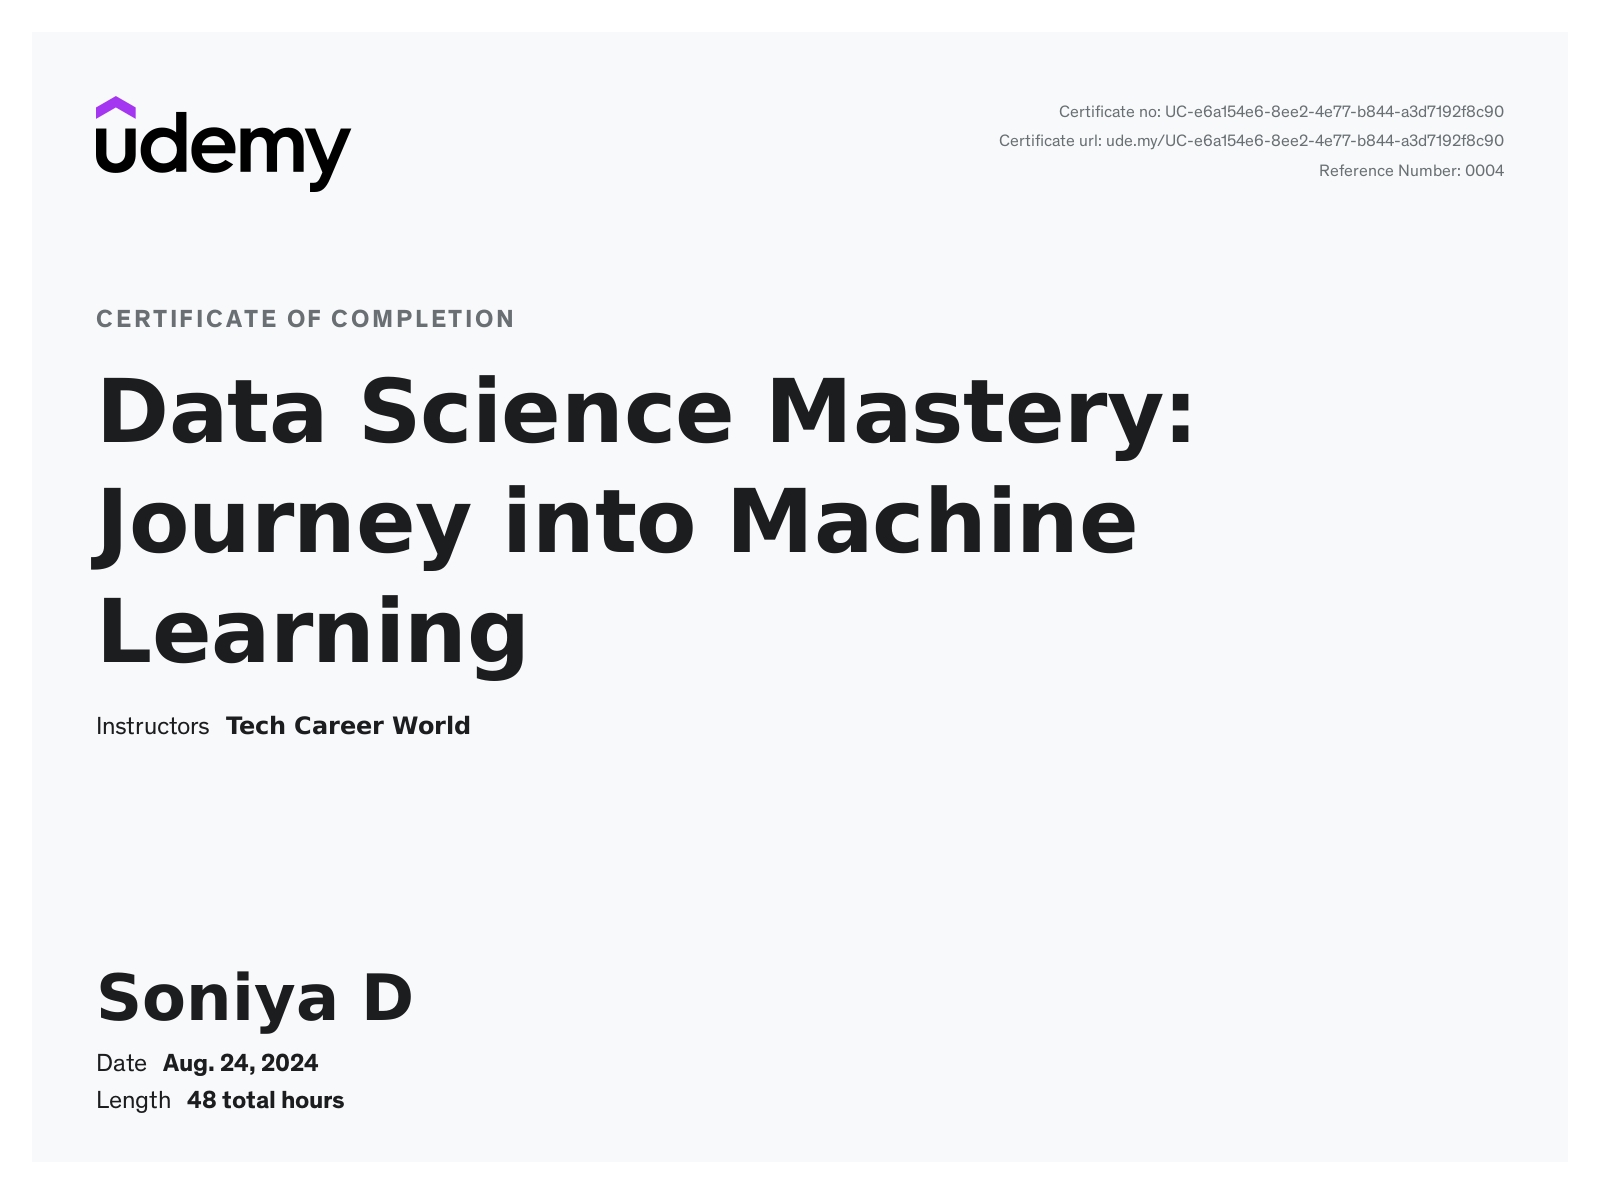 udemy
Certificate no: UC-e6a154e6-8ee2-4e77-b844-a3d7192f8c90
Certificate url: ude.my/UC-e6a154e6-8ee2-4e77-b844-a3d7192f8c90
Reference Number: 0004
CERTIFICATE OF COMPLETION
Data Science Mastery:
Journey into Machine
Learning
Instructors Tech Career World
Soniya D
Date Aug. 24, 2024
Length 48 total hours